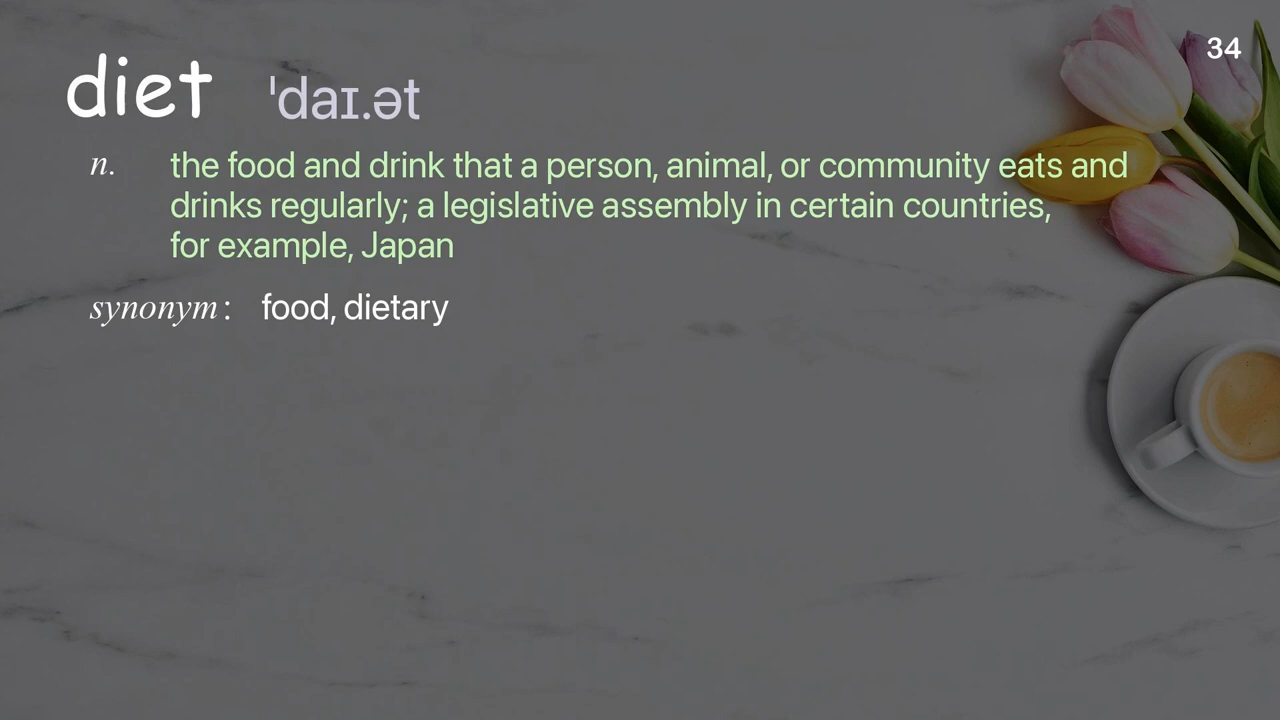 34
diet ˈdaɪ.ət
n. the food and drink that a person, animal, or community eats and
drinks regularly; a legislative assembly in certain countries,
for example, Japan
synonym: food, dietary